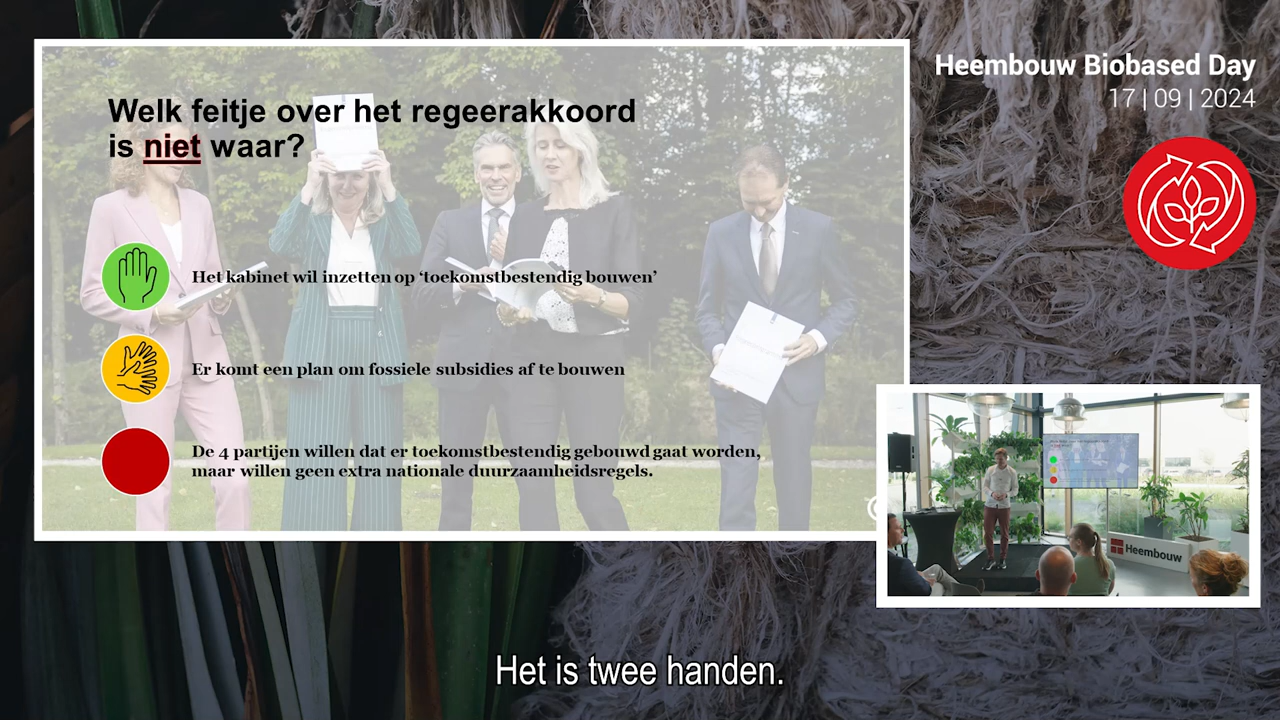 Welk feitje over het regeerakkoord
is niet waar?
Het kabinet wil inzetten op ‘toekomstbestendig bouwen’
Er komt een plan om fossiele subsidies af te bouwen
De 4 partijen willen dat er toekomstbestendig gebouwd gaat worden,
maar willen geen extra nationale duurzaamheidsregels.
Heembouw Biobased Day
17 | 09 | 2024
Heembouw
Het is twee handen.